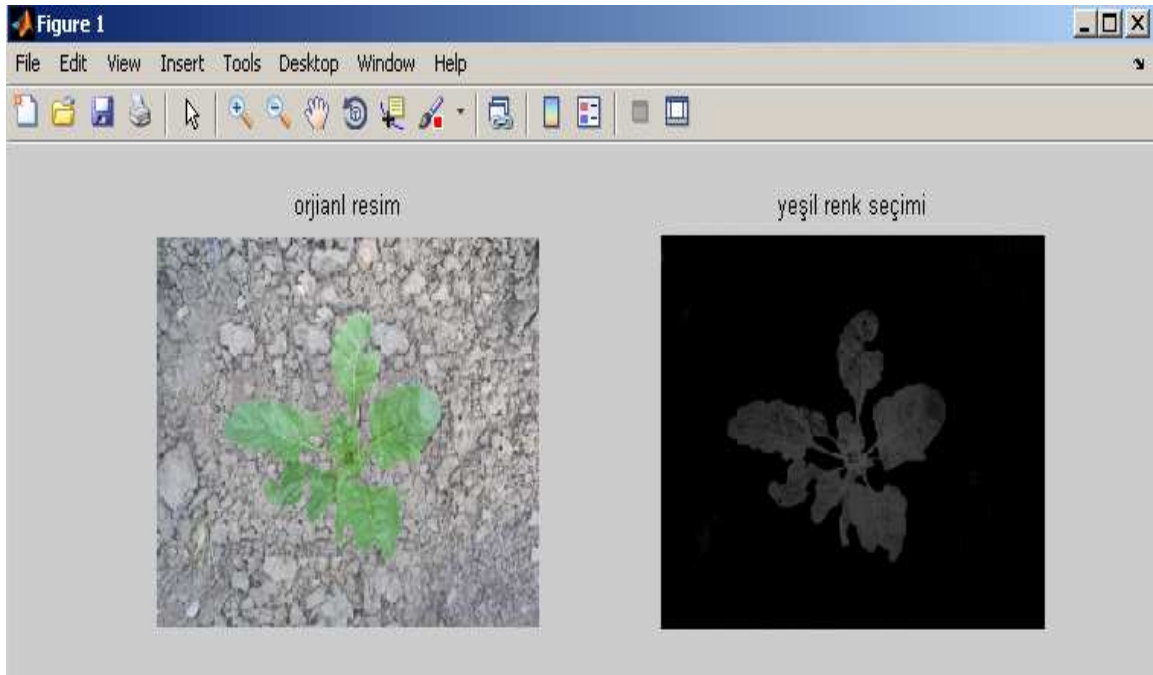 Figure 1
File Edit View Insert Tools Desktop Window Help
orjianl resim
yeşil renk seçimi